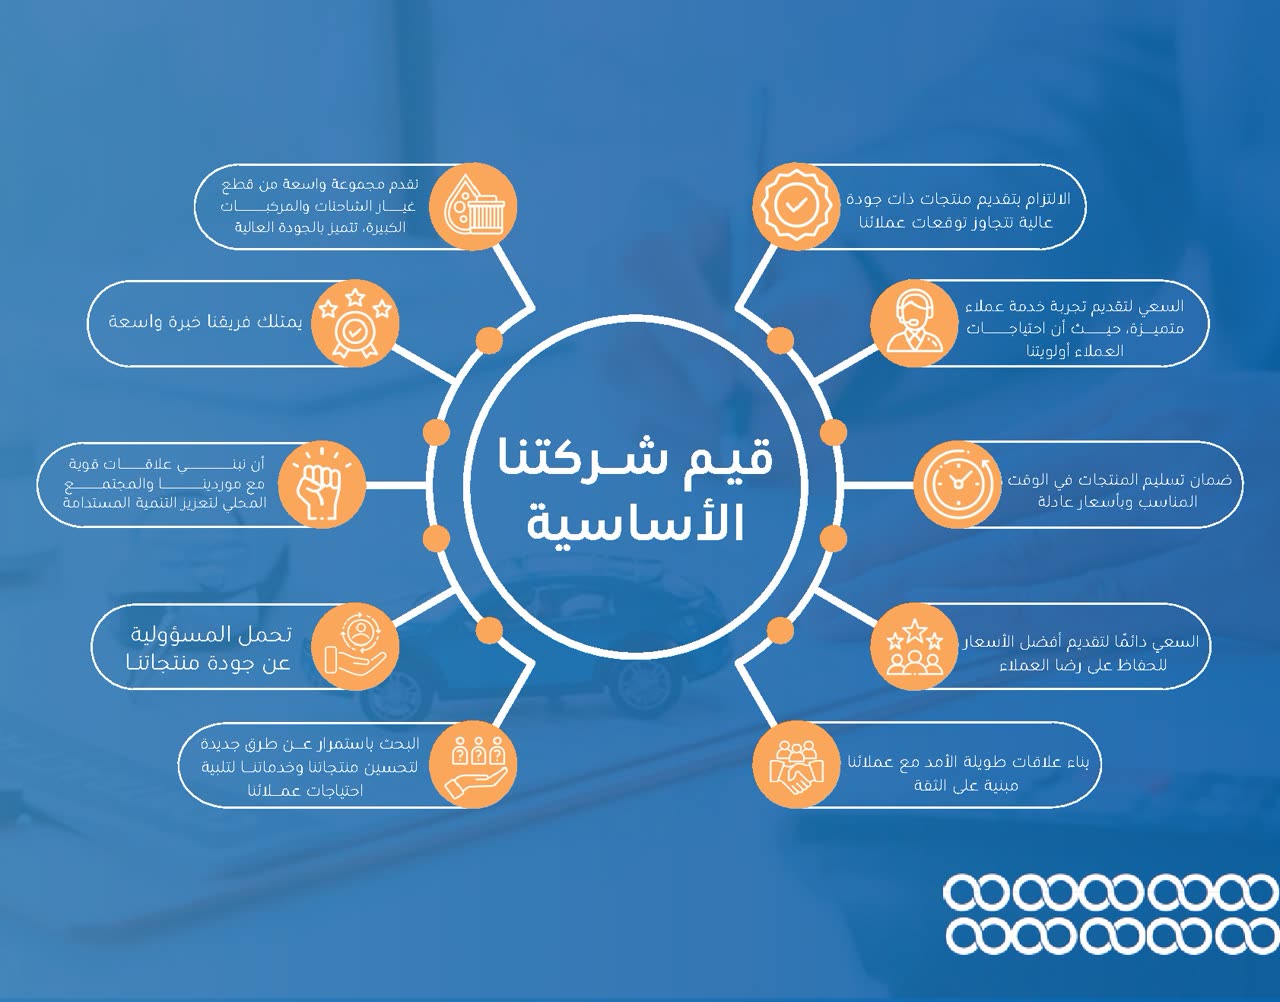 قيم شركتنا
الأساسية
الالتزام بتقديم منتجات ذات جودة
عالية تتجاوز توقعات عملائنا
السعي لتقديم تجربة خدمة عملاء
متميزة، حيث أن احتياجات
العملاء أولويتنا
ضمان تسليم المنتجات في الوقت
المناسب وبأسعار عادلة
السعي دائمًا لتقديم أفضل الأسعار
للحفاظ على رضا العملاء
بناء علاقات طويلة الأمد مع عملائنا
مبنية على الثقة
نقدم مجموعة واسعة من قطع
غيار الشاحنات والمركبات
الكبيرة، تتميز بالجودة العالية
يمتلك فريقنا خبرة واسعة
أن نبني علاقات قوية
مع موردينا والمجتمع
المحلي لتعزيز التنمية المستدامة
تحمل المسؤولية
عن جودة منتجاتنا
البحث باستمرار عن طرق جديدة
لتحسين منتجاتنا وخدماتنا لتلبية
احتياجات عملائنا